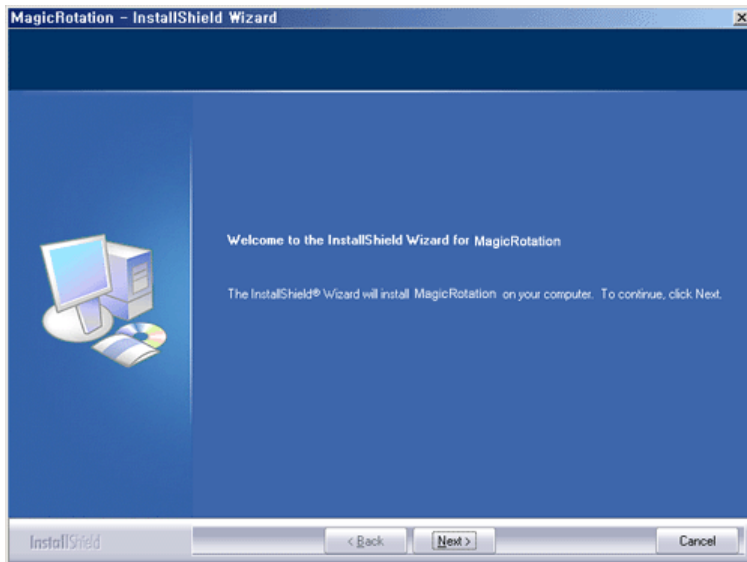 MagicRotation - InstallShield Wizard
Welcome to the InstallShield Wizard for MagicRotation
The InstallShield® Wizard will install MagicRotation on your computer. To continue, click Next.
InstallShield
< Back
Next >
Cancel